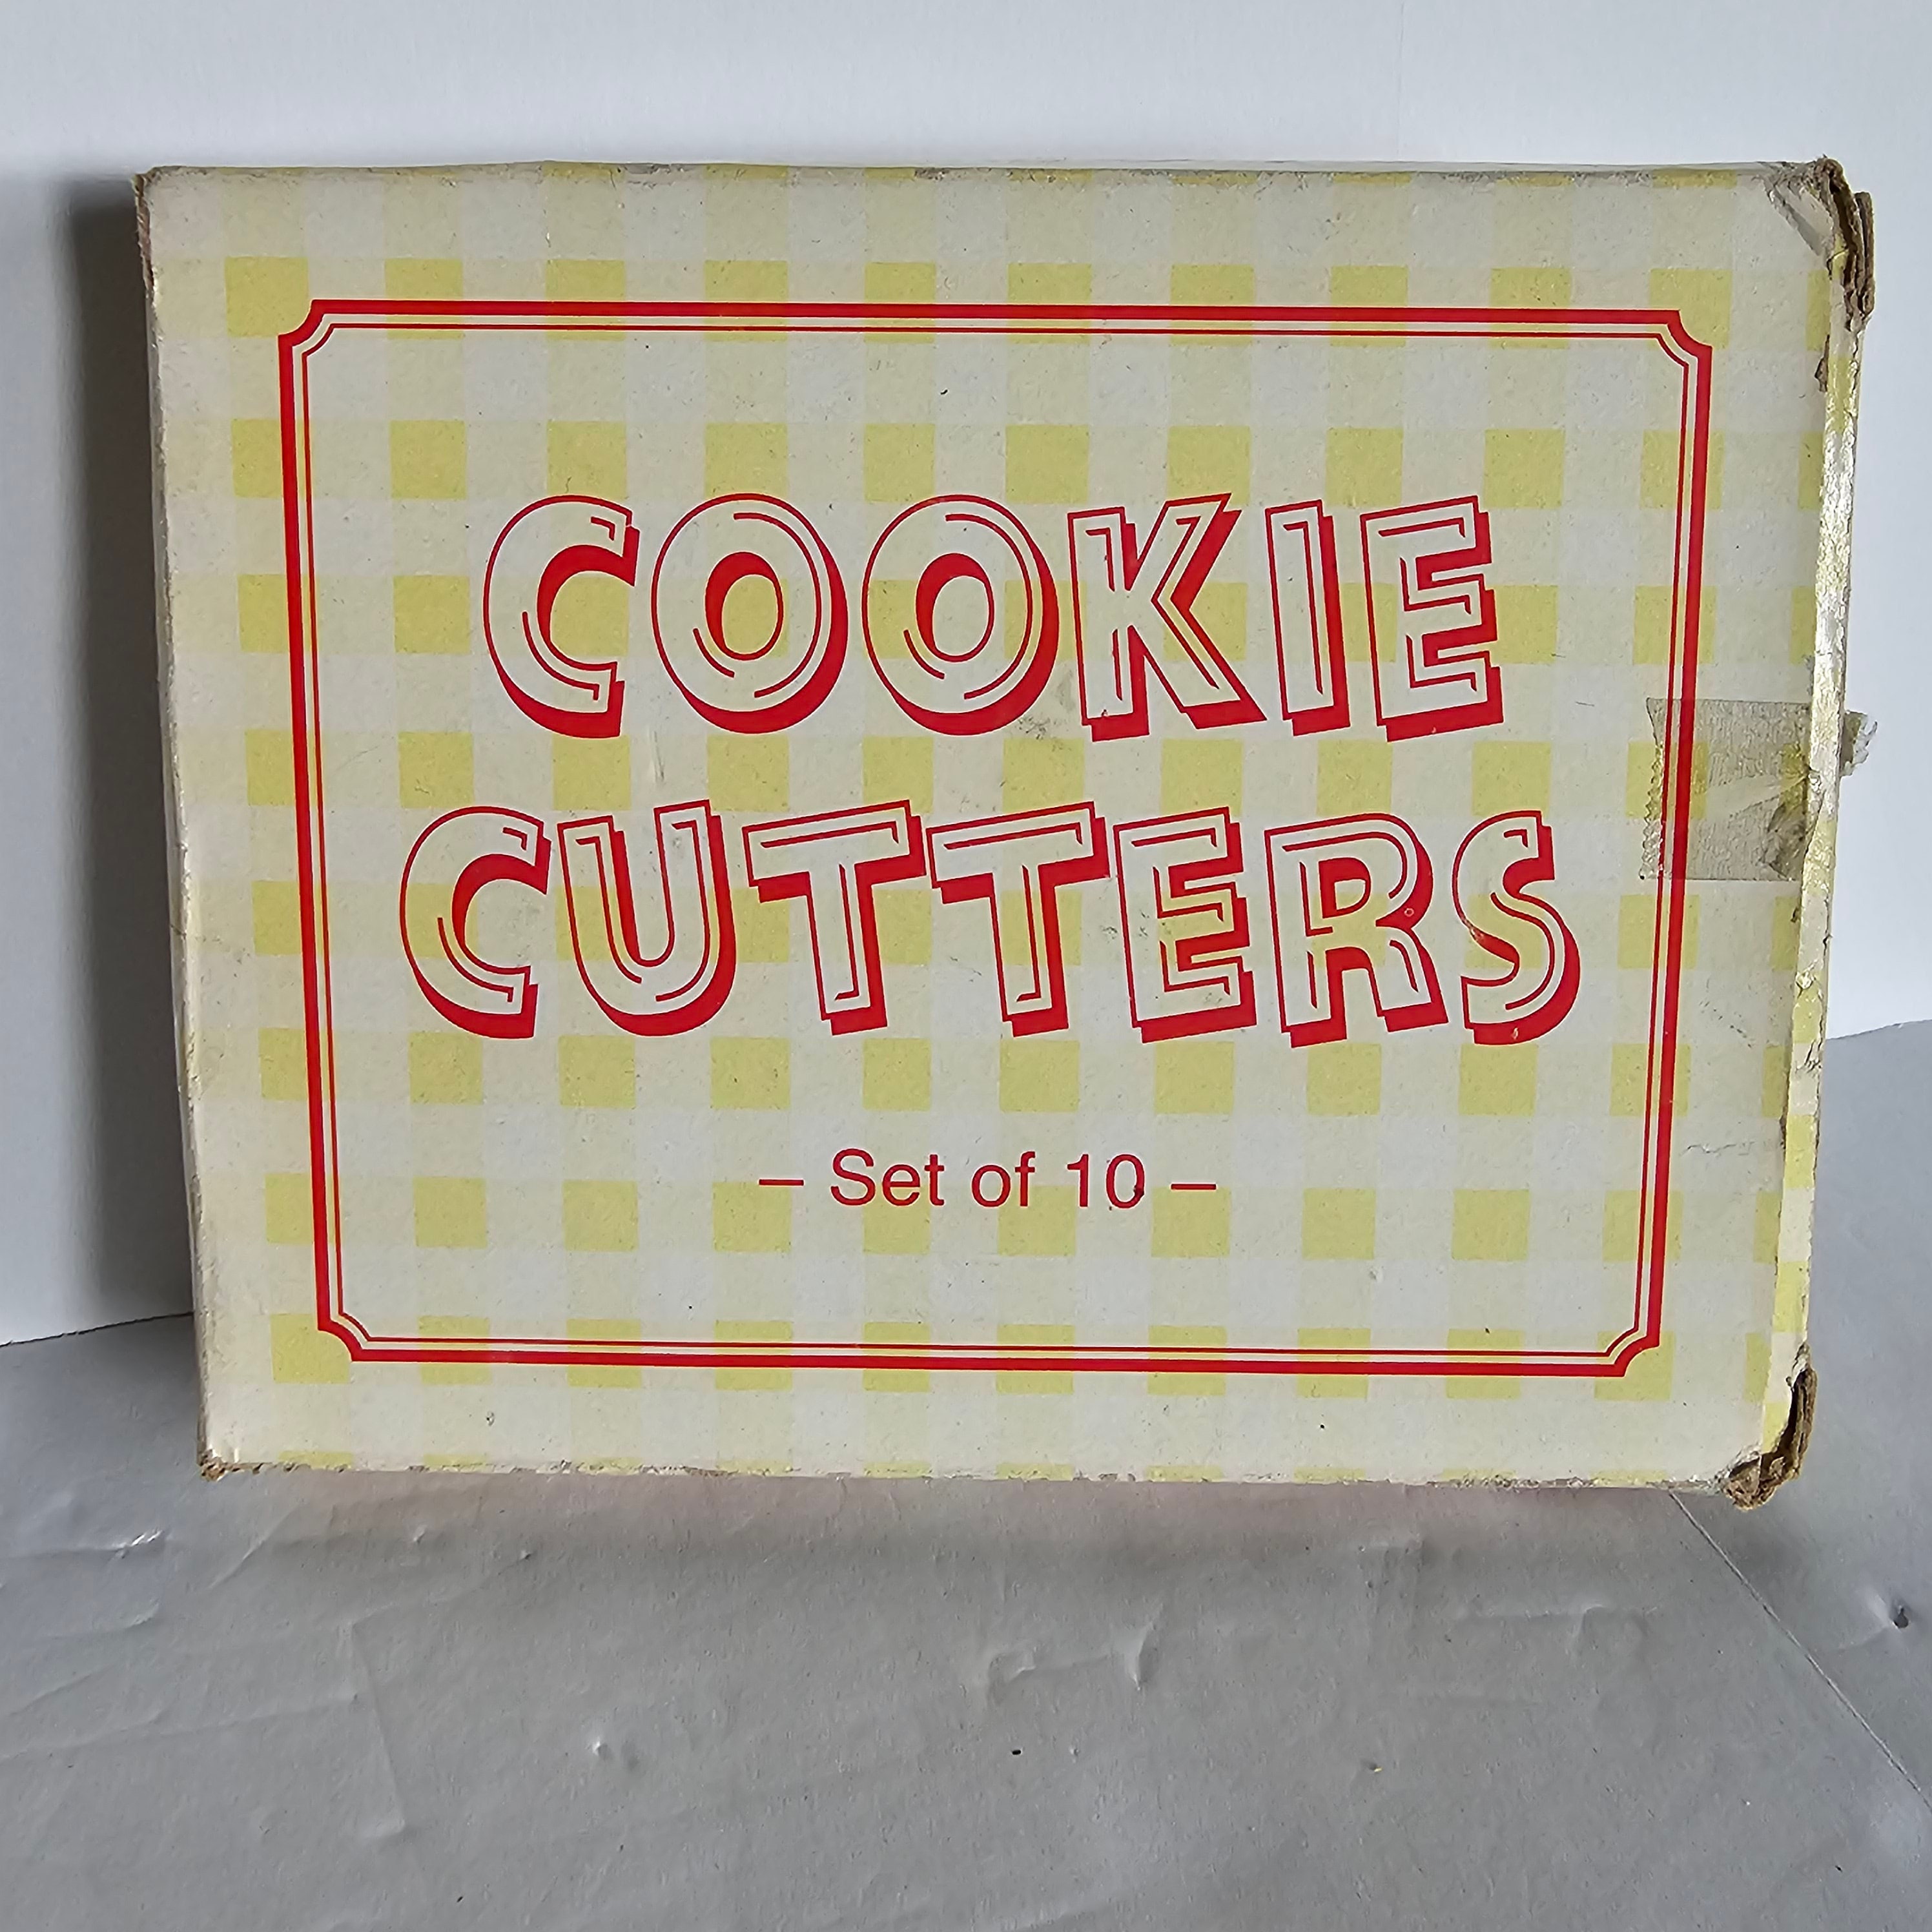 COOKIE
CUTTERS
– Set of 10 –